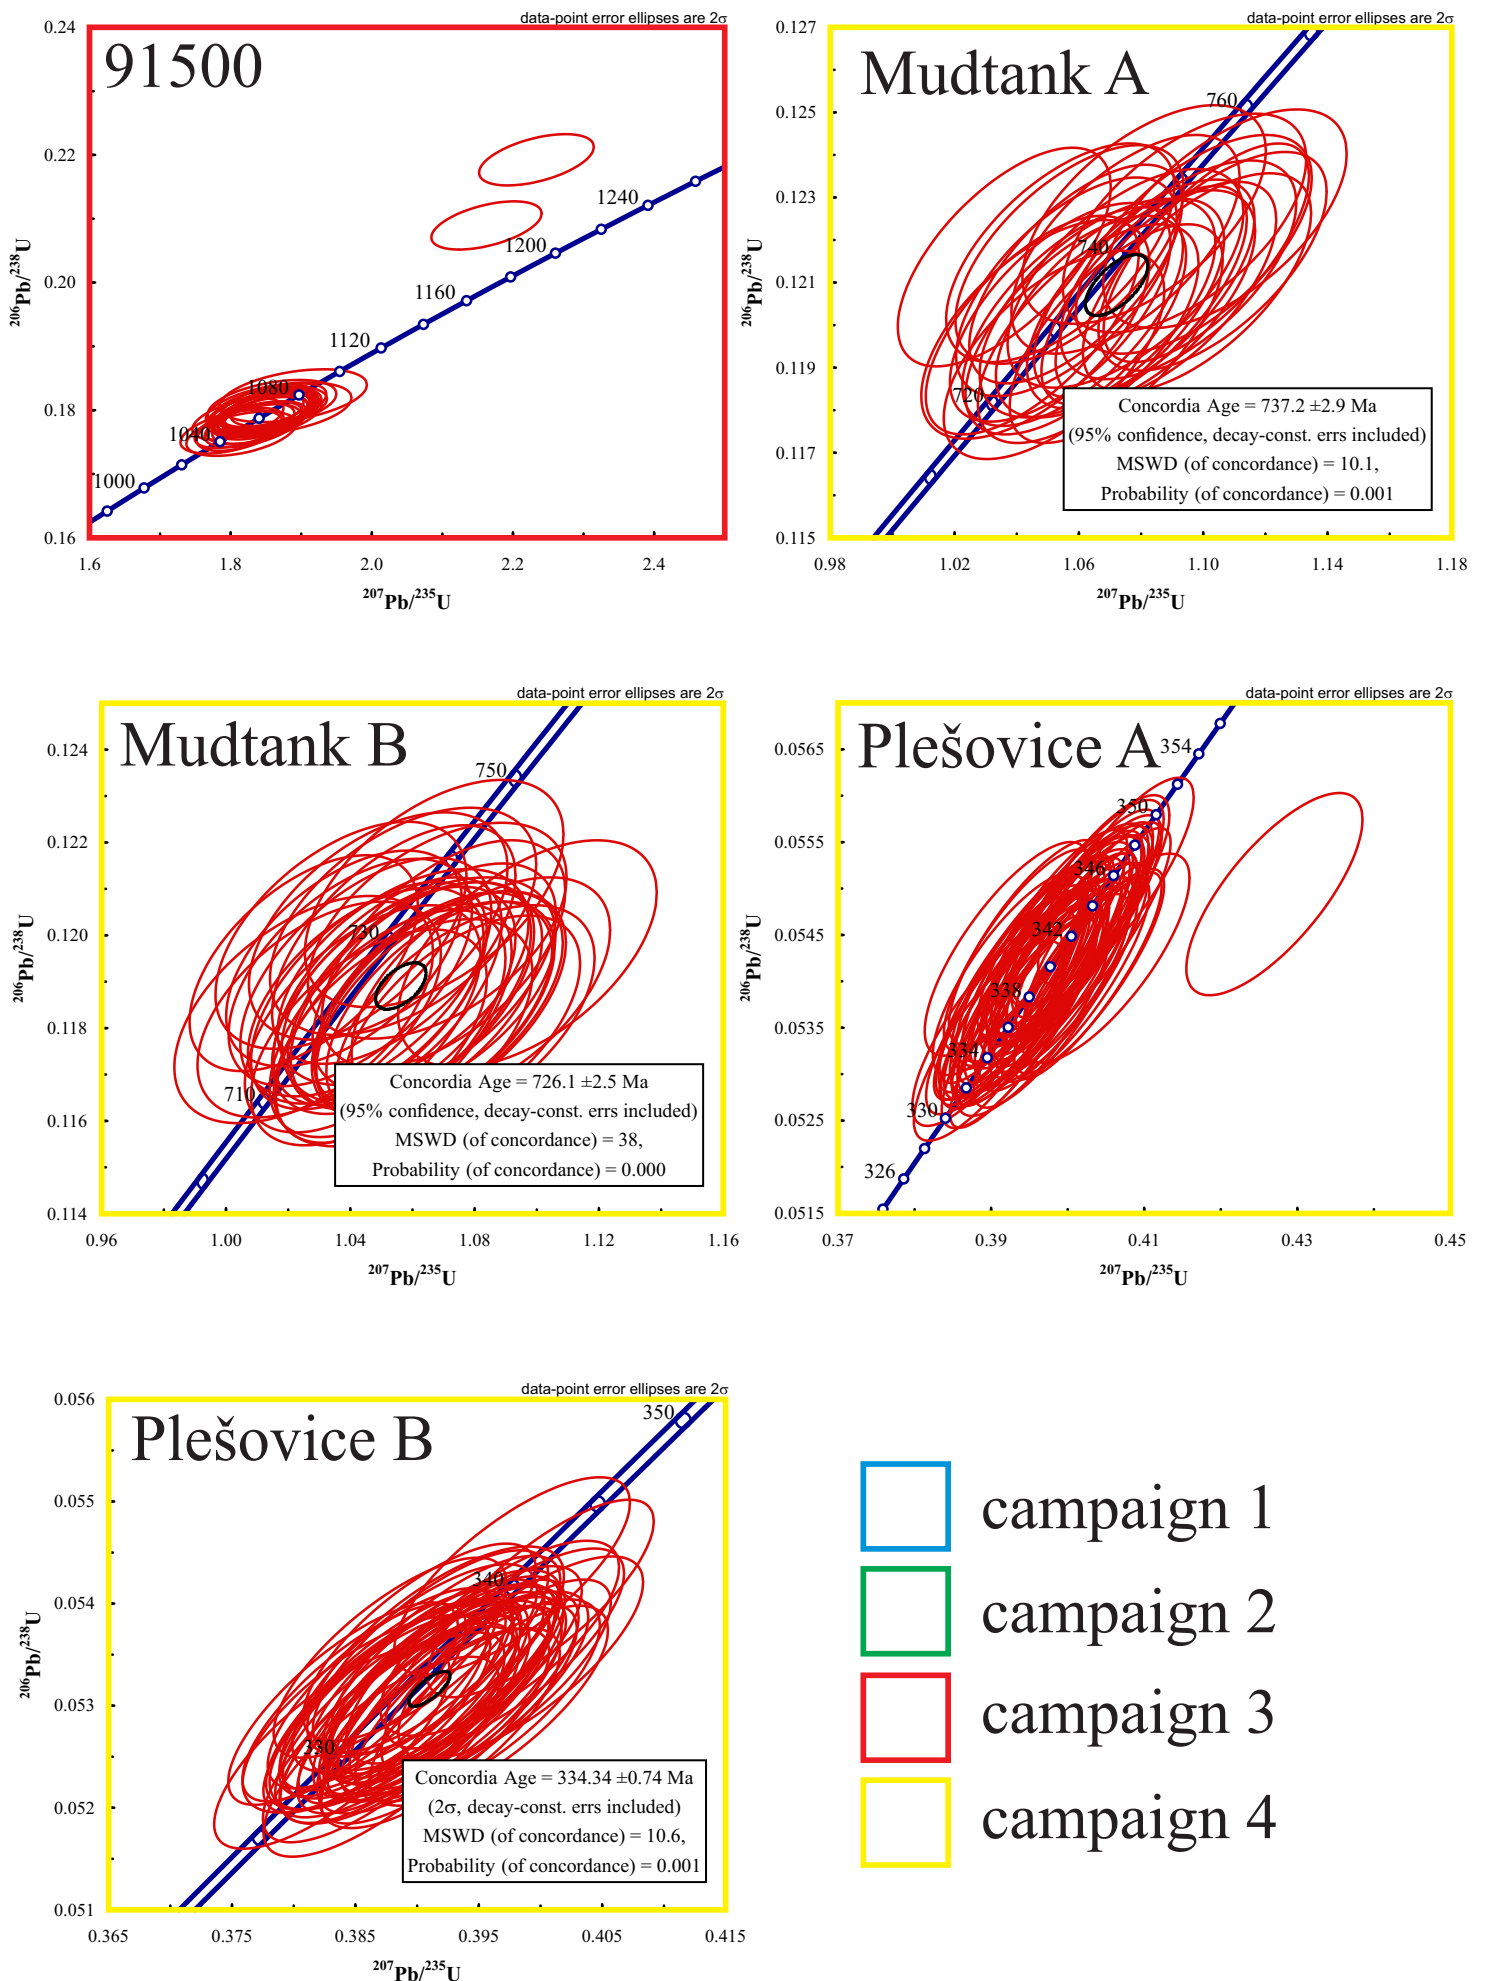 data-point error ellipses are 2σ
91500
0.24
0.22
0.20
0.18
0.16
1.6 1.8 2.0 2.2 2.4
1000
1040
1080
1120
1160
1200
1240
206Pb/238U
207Pb/235U
data-point error ellipses are 2σ
Mudtank A
0.127
0.125
0.123
0.121
0.119
0.117
0.115
0.98 1.02 1.06 1.10 1.14 1.18
760
740
720
206Pb/238U
207Pb/235U
Concordia Age = 737.2 ±2.9 Ma
(95% confidence, decay-const. errs included)
MSWD (of concordance) = 10.1,
Probability (of concordance) = 0.001
data-point error ellipses are 2σ
Mudtank B
0.124
0.122
0.120
0.118
0.116
0.114
0.96 1.00 1.04 1.08 1.12 1.16
750
730
710
206Pb/238U
207Pb/235U
Concordia Age = 726.1 ±2.5 Ma
(95% confidence, decay-const. errs included)
MSWD (of concordance) = 38,
Probability (of concordance) = 0.000
data-point error ellipses are 2σ
Plešovice A
0.0565
0.0555
0.0545
0.0535
0.0525
0.0515
0.37 0.39 0.41 0.43 0.45
354
350
346
342
338
334
330
326
206Pb/238U
207Pb/235U
data-point error ellipses are 2σ
Plešovice B
0.056
0.055
0.054
0.053
0.052
0.051
0.365 0.375 0.385 0.395 0.405 0.415
350
340
330
206Pb/238U
207Pb/235U
Concordia Age = 334.34 ±0.74 Ma
(2σ, decay-const. errs included)
MSWD (of concordance) = 10.6,
Probability (of concordance) = 0.001
campaign 1
campaign 2
campaign 3
campaign 4